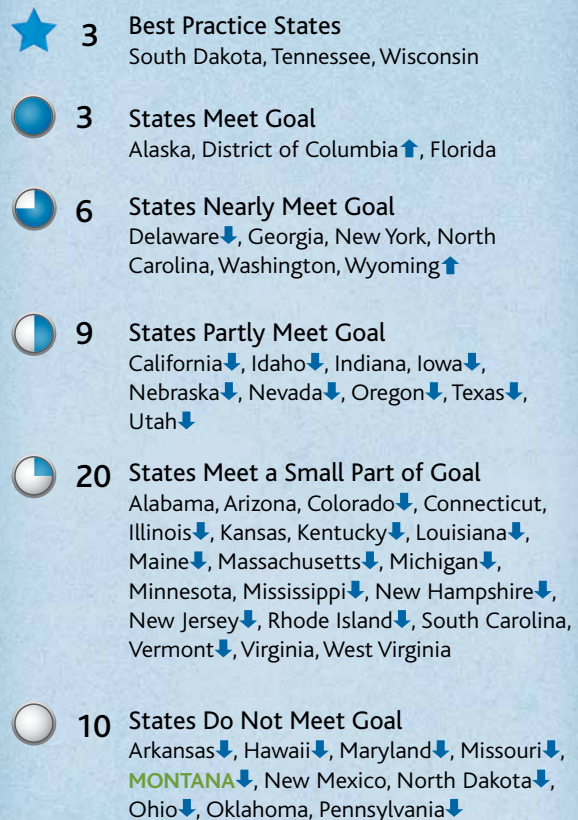 3 Best Practice States
South Dakota, Tennessee, Wisconsin
3 States Meet Goal
Alaska, District of Columbia⬆, Florida
6 States Nearly Meet Goal
Delaware⬇, Georgia, New York, North
Carolina, Washington, Wyoming⬆
9 States Partly Meet Goal
California⬇, Idaho⬇, Indiana, Iowa⬇,
Nebraska⬇, Nevada⬇, Oregon⬇, Texas⬇,
Utah⬇
20 States Meet a Small Part of Goal
Alabama, Arizona, Colorado⬇, Connecticut,
Illinois⬇, Kansas, Kentucky⬇, Louisiana⬇,
Maine⬇, Massachusetts⬇, Michigan⬇,
Minnesota, Mississippi⬇, New Hampshire⬇,
New Jersey⬇, Rhode Island⬇, South Carolina,
Vermont⬇, Virginia, West Virginia
10 States Do Not Meet Goal
Arkansas⬇, Hawaii⬇, Maryland⬇, Missouri⬇,
MONTANA⬇, New Mexico, North Dakota⬇,
Ohio⬇, Oklahoma, Pennsylvania⬇